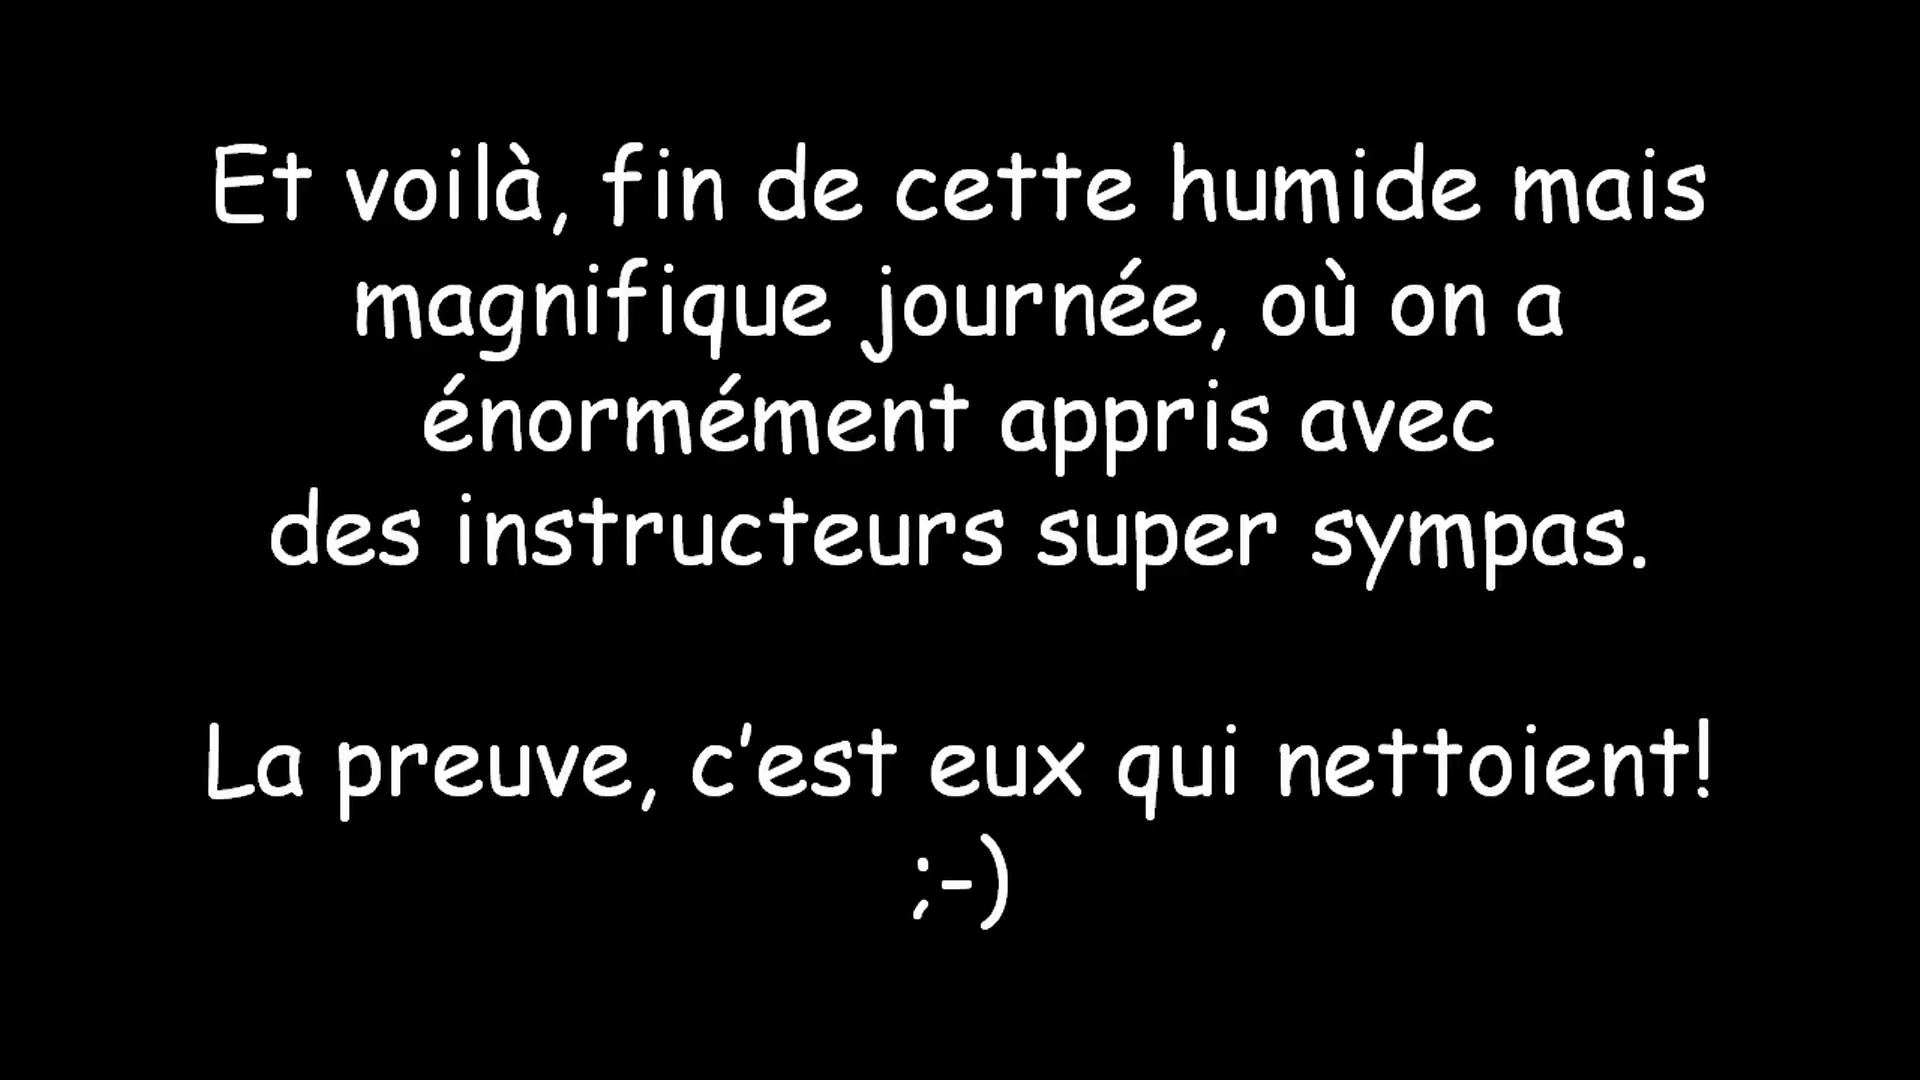 Et voilà, fin de cette humide mais
magnifique journée, où on a
énormément appris avec
des instructeurs super sympas.
La preuve, c’est eux qui nettoient!
;-)